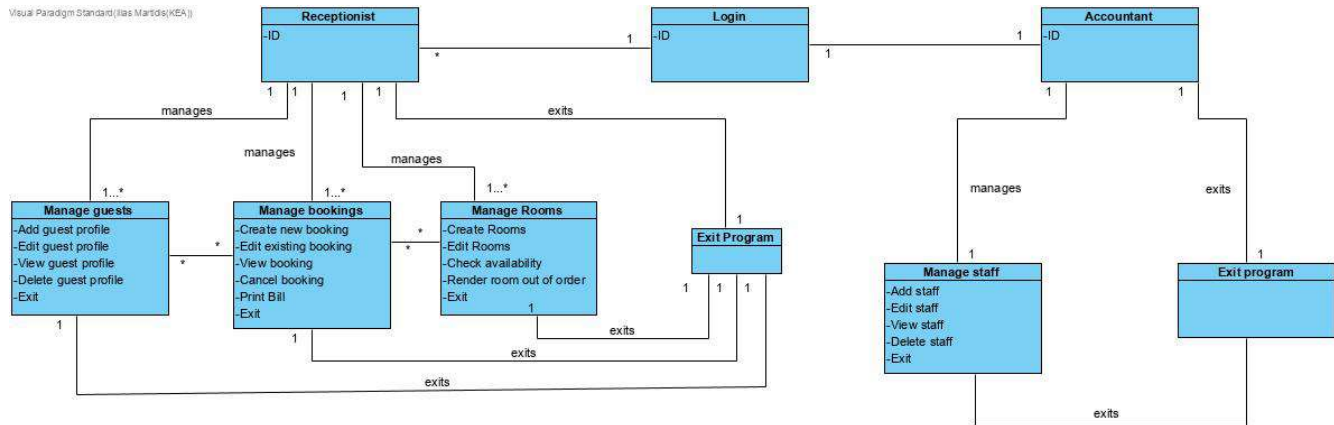 Visual Paradigm Standard(Ilias Martidis(KEA))
Receptionist
-ID
Login
-ID
Accountant
-ID
*
1
1
1
1
1
1
1
1
1
manages
manages
manages
exits
manages
exits
1...*
1...*
1...*
1
1
1
Manage guests
-Add guest profile
-Edit guest profile
-View guest profile
-Delete guest profile
-Exit
*
*
Manage bookings
-Create new booking
-Edit existing booking
-View booking
-Cancel booking
-Print Bill
-Exit
*
*
Manage Rooms
-Create Rooms
-Edit Rooms
-Check availability
-Render room out of order
-Exit
Exit Program
Manage staff
-Add staff
-Edit staff
-View staff
-Delete staff
-Exit
Exit program
1
1
1
1
1
1
exits
exits
exits
exits